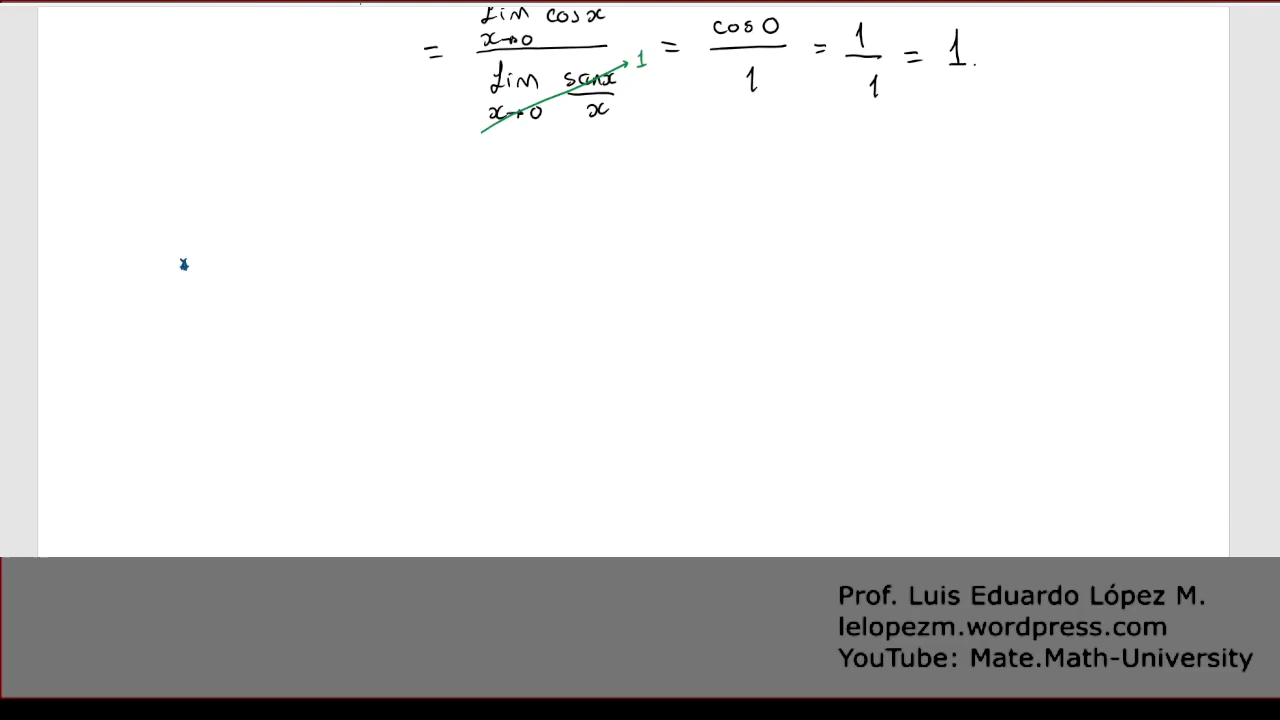 = lim x→0 cos x / lim x→0 sen x / x → 1 = cos 0 / 1 = 1 / 1 = 1.
Prof. Luis Eduardo López M.
lelopezm.wordpress.com
YouTube: Mate.Math-University